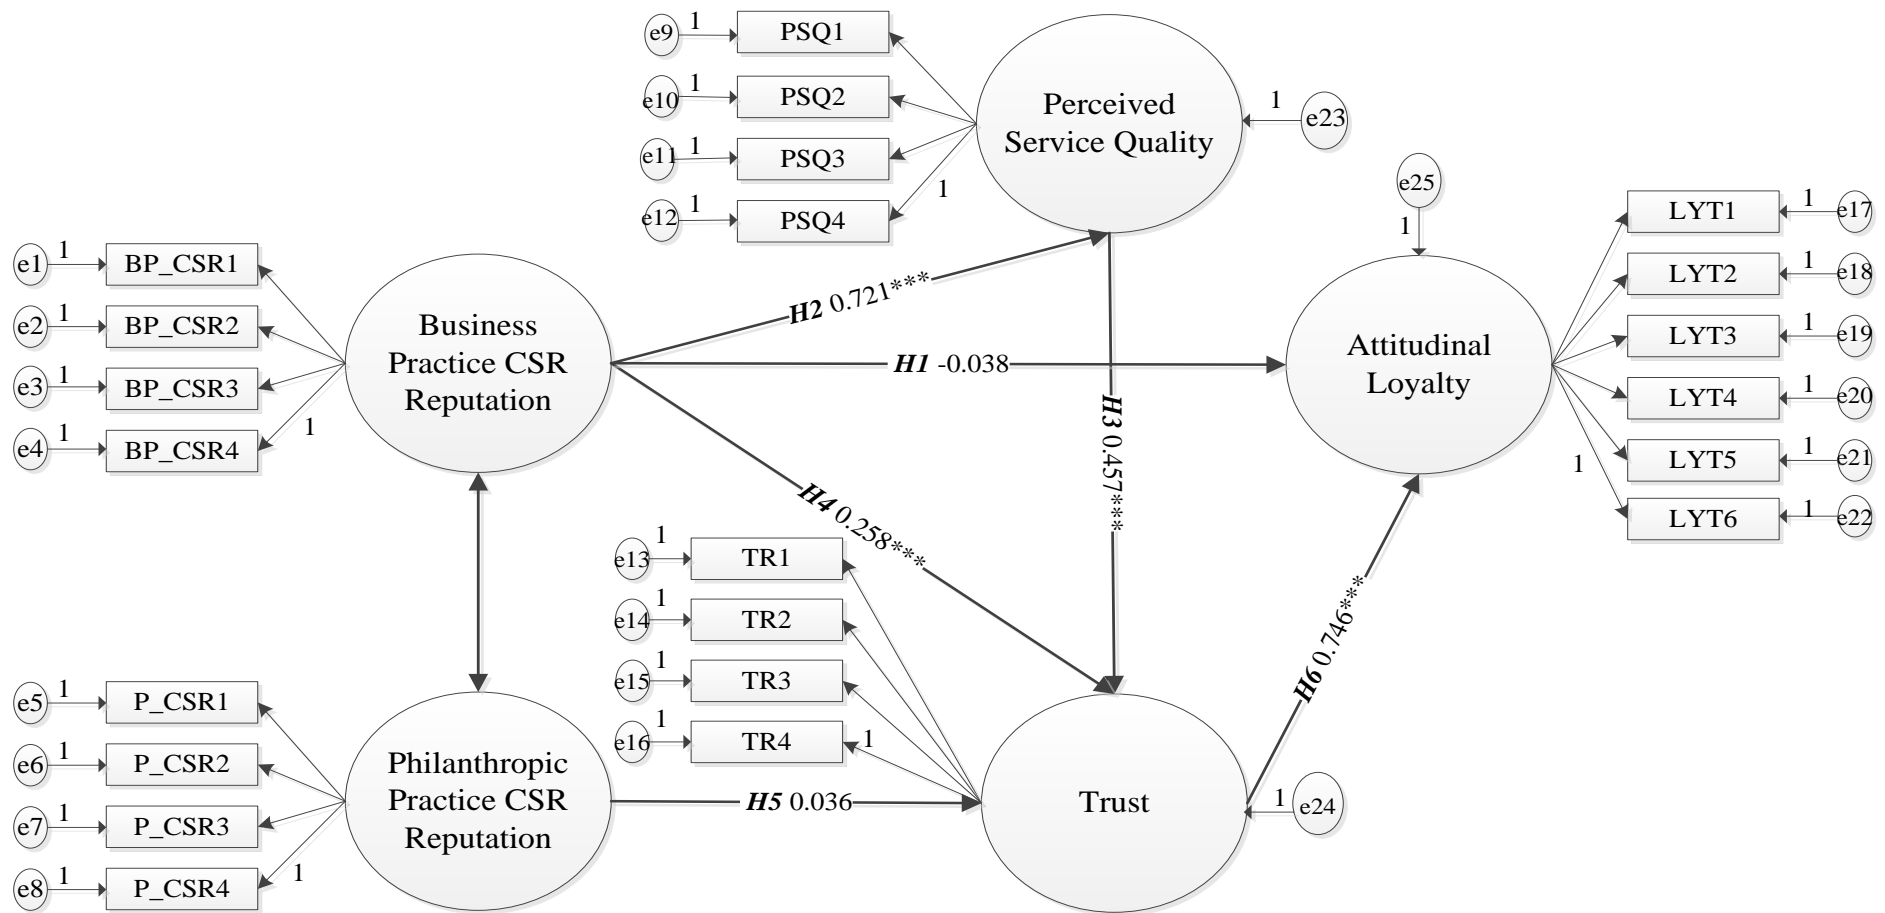 e9 1 PSQ1
e10 1 PSQ2
e11 1 PSQ3
e12 1 PSQ4
1
Perceived
Service Quality
1 e23
e25
1
LYT1 1 e17
LYT2 1 e18
LYT3 1 e19
LYT4 1 e20
LYT5 1 e21
LYT6 1 e22
1
Attitudinal
Loyalty
e1 1 BP_CSR1
e2 1 BP_CSR2
e3 1 BP_CSR3
e4 1 BP_CSR4
1
Business
Practice CSR
Reputation
H2 0.721***
H1 -0.038
H3 0.457***
H4 0.258***
H6 0.746***
e13 1 TR1
e14 1 TR2
e15 1 TR3
e16 1 TR4
1
e5 1 P_CSR1
e6 1 P_CSR2
e7 1 P_CSR3
e8 1 P_CSR4
1
Philanthropic
Practice CSR
Reputation
H5 0.036
Trust
1 e24